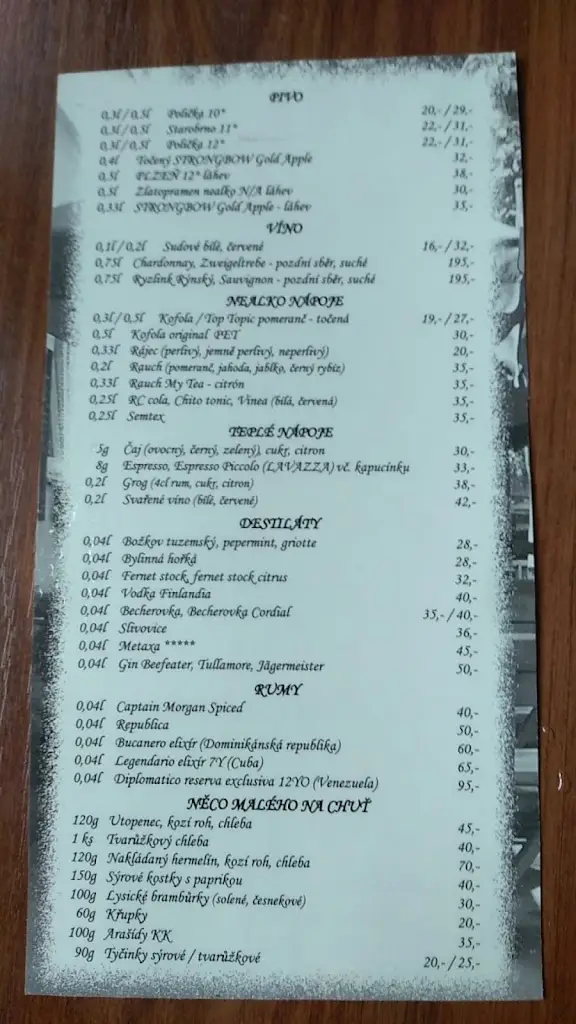 PIVO
0,3l / 0,5l Polička 10° 20,- / 29,-
0,3l / 0,5l Starobrno 11° 22,- / 31,-
0,3l / 0,5l Polička 12° 22,- / 31,-
0,4l Točený STRONGBOW Gold Apple 32,-
0,5l PLZEŇ 12° láhev 38,-
0,5l Zlatopramen nealko N/A láhev 30,-
0,33l STRONGBOW Gold Apple - láhev 35,-
VÍNO
0,1l / 0,2l Sudové bílé, červené 16,- / 32,-
0,75l Chardonnay, Zweigeltrebe - pozdní sběr, suché 195,-
0,75l Ryzlink Rýnský, Sauvignon - pozdní sběr, suché 195,-
NEALKO NÁPOJE
0,3l / 0,5l Kofola / Top Topic pomeranč - točená 19,- / 27,-
0,5l Kofola original PET 30,-
0,33l Rájec (perlivý, jemně perlivý, neperlivý) 20,-
0,2l Rauch (pomeranč, jahoda, jablko, černý rybíz) 35,-
0,33l Rauch My Tea - citrón 35,-
0,25l RC cola, Chito tonic, Vinea (bílá, červená) 35,-
0,25l Semtex 35,-
TEPLÉ NÁPOJE
5g Čaj (ovocný, černý, zelený), cukr, citron 30,-
8g Espresso, Espresso Piccolo (LAVAZZA) vč. kapucínku 33,-
0,2l Grog (4cl rum, cukr, citron) 38,-
0,2l Svařené víno (bílé, červené) 42,-
DESTILÁTY
0,04l Božkov tuzemský, pepermint, griotte 28,-
0,04l Bylinná hořká 28,-
0,04l Fernet stock, fernet stock citrus 32,-
0,04l Vodka Finlandia 40,-
0,04l Becherovka, Becherovka Cordial 35,- / 40,-
0,04l Slivovice 36,-
0,04l Metaxa ***** 45,-
0,04l Gin Beefeater, Tullamore, Jägermeister 50,-
RUMY
0,04l Captain Morgan Spiced 40,-
0,04l Republica 50,-
0,04l Bucanero elixír (Dominikánská republika) 60,-
0,04l Legendario elixír 7Y (Cuba) 65,-
0,04l Diplomatico reserva exclusiva 12YO (Venezuela) 95,-
NĚCO MALÉHO NA CHUŤ
120g Utopenec, kozí roh, chleba 45,-
1 ks Tvarůžkový chleba 40,-
120g Nakládaný hermelín, kozí roh, chleba 70,-
150g Sýrové kostky s paprikou 40,-
100g Lysické brambůrky (solené, česnekové) 30,-
60g Křupky 20,-
100g Arašídy KK 35,-
90g Tyčinky sýrové / tvarůžkové 20,- / 25,-